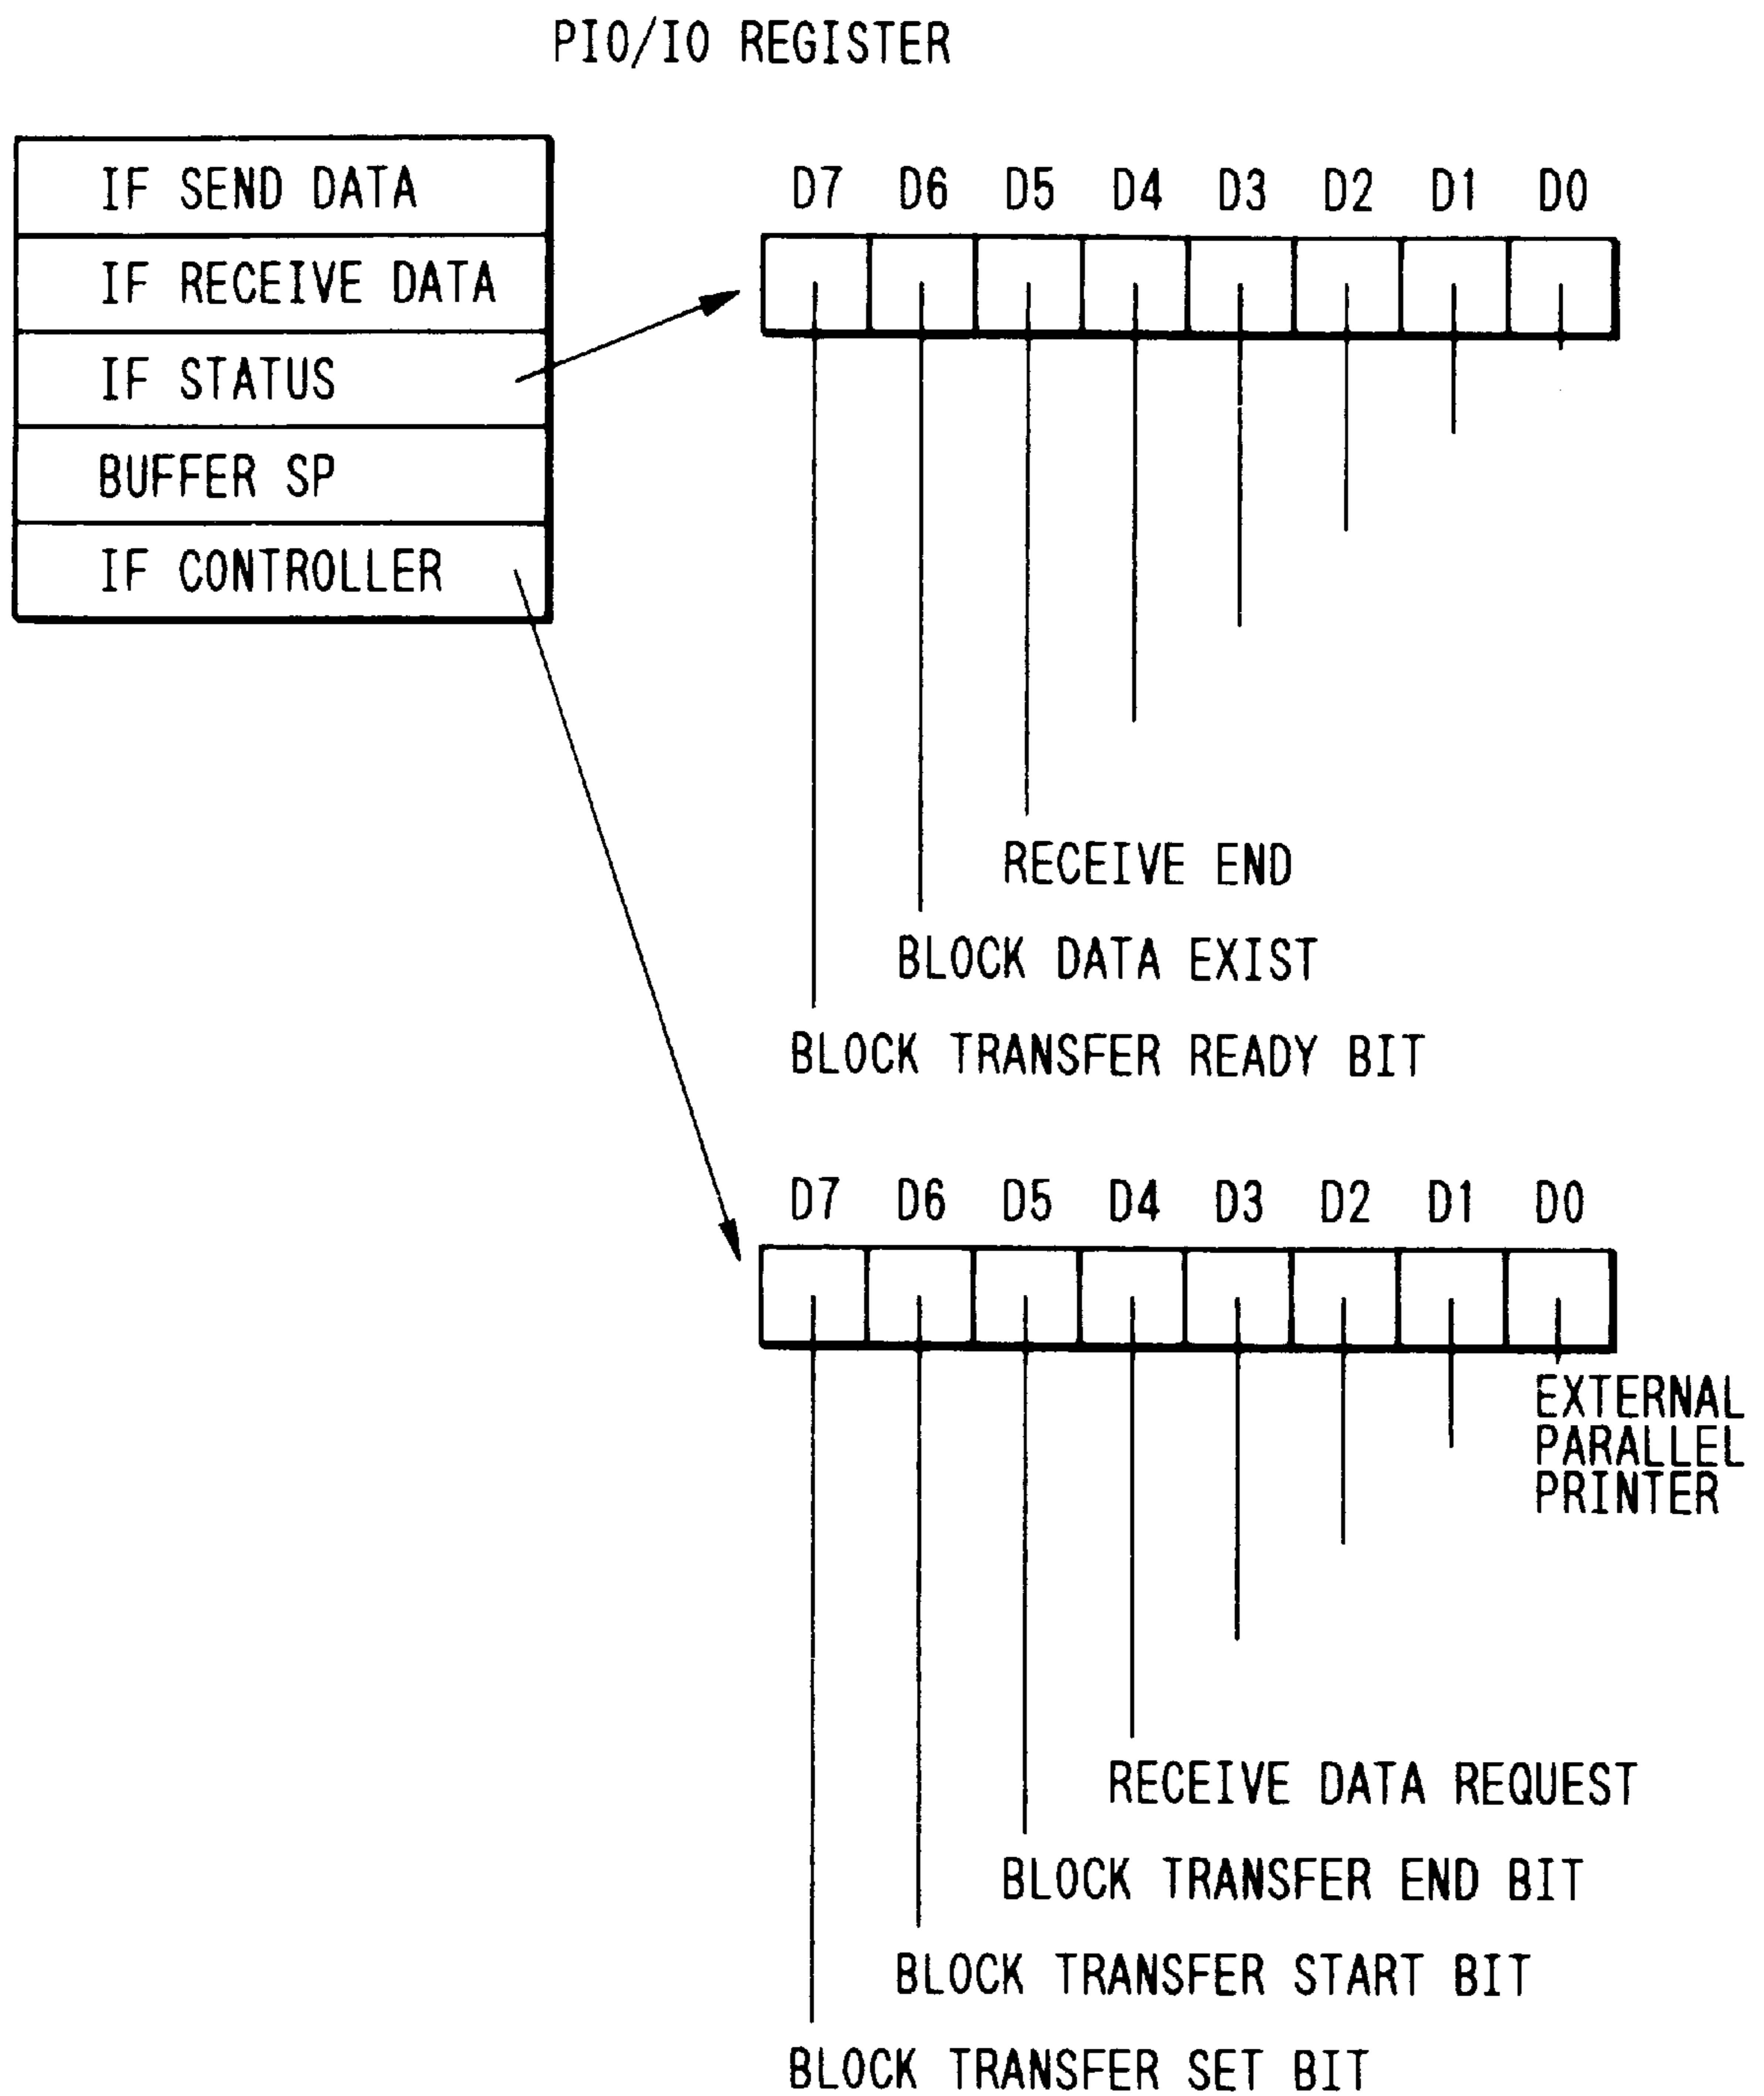 PIO/IO REGISTER
IF SEND DATA
IF RECEIVE DATA
IF STATUS
BUFFER SP
IF CONTROLLER
D7 D6 D5 D4 D3 D2 D1 D0
RECEIVE END
BLOCK DATA EXIST
BLOCK TRANSFER READY BIT
D7 D6 D5 D4 D3 D2 D1 D0
EXTERNAL
PARALLEL
PRINTER
RECEIVE DATA REQUEST
BLOCK TRANSFER END BIT
BLOCK TRANSFER START BIT
BLOCK TRANSFER SET BIT